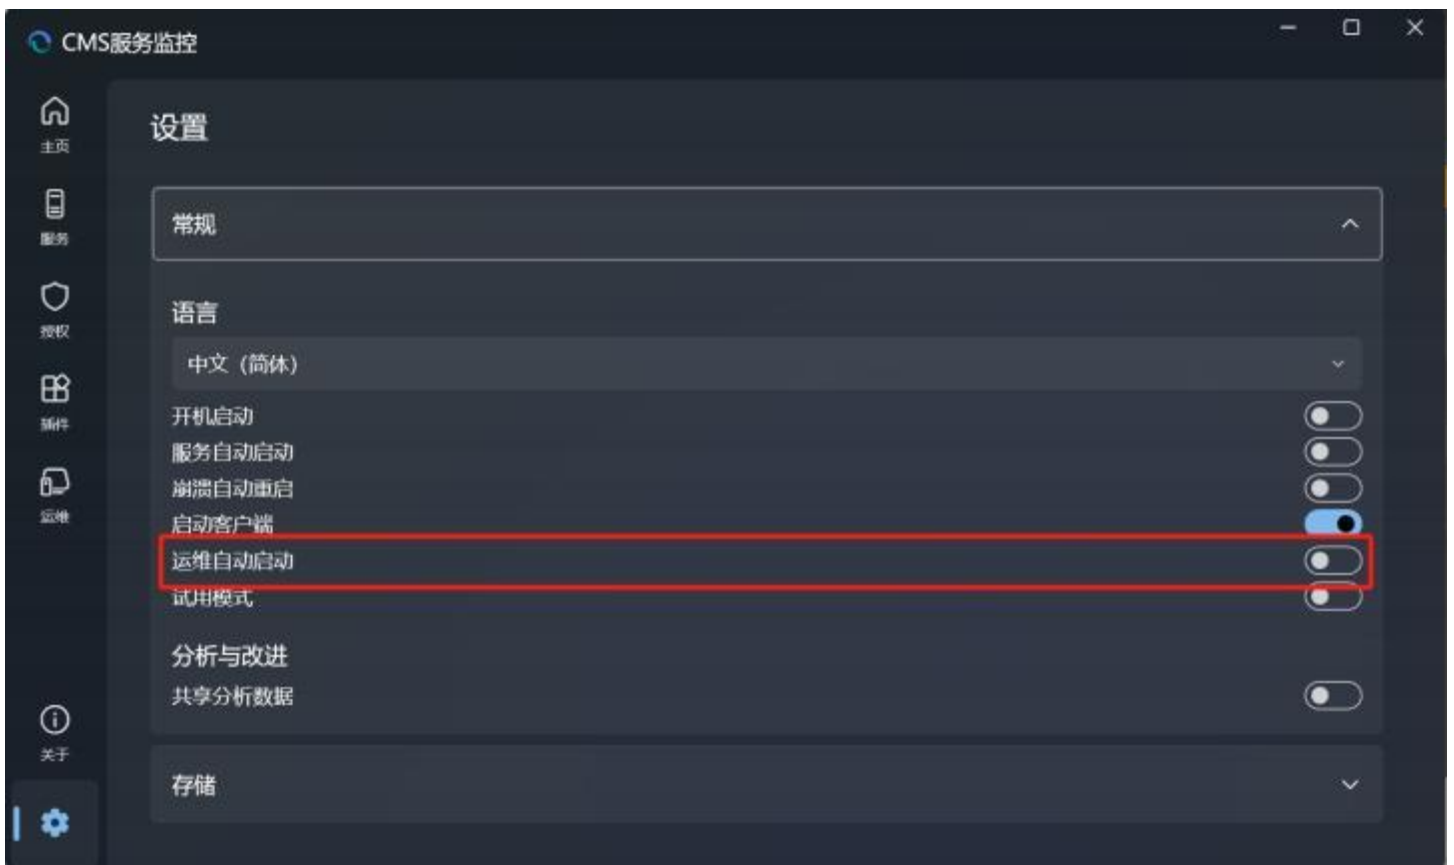 CMS服务监控
设置
主页
常规
服务
语言
授权
中文（简体）
开机启动
插件
服务自动启动
崩溃自动重启
运维
启动客户端
运维自动启动
试用模式
分析与改进
共享分析数据
关于
存储